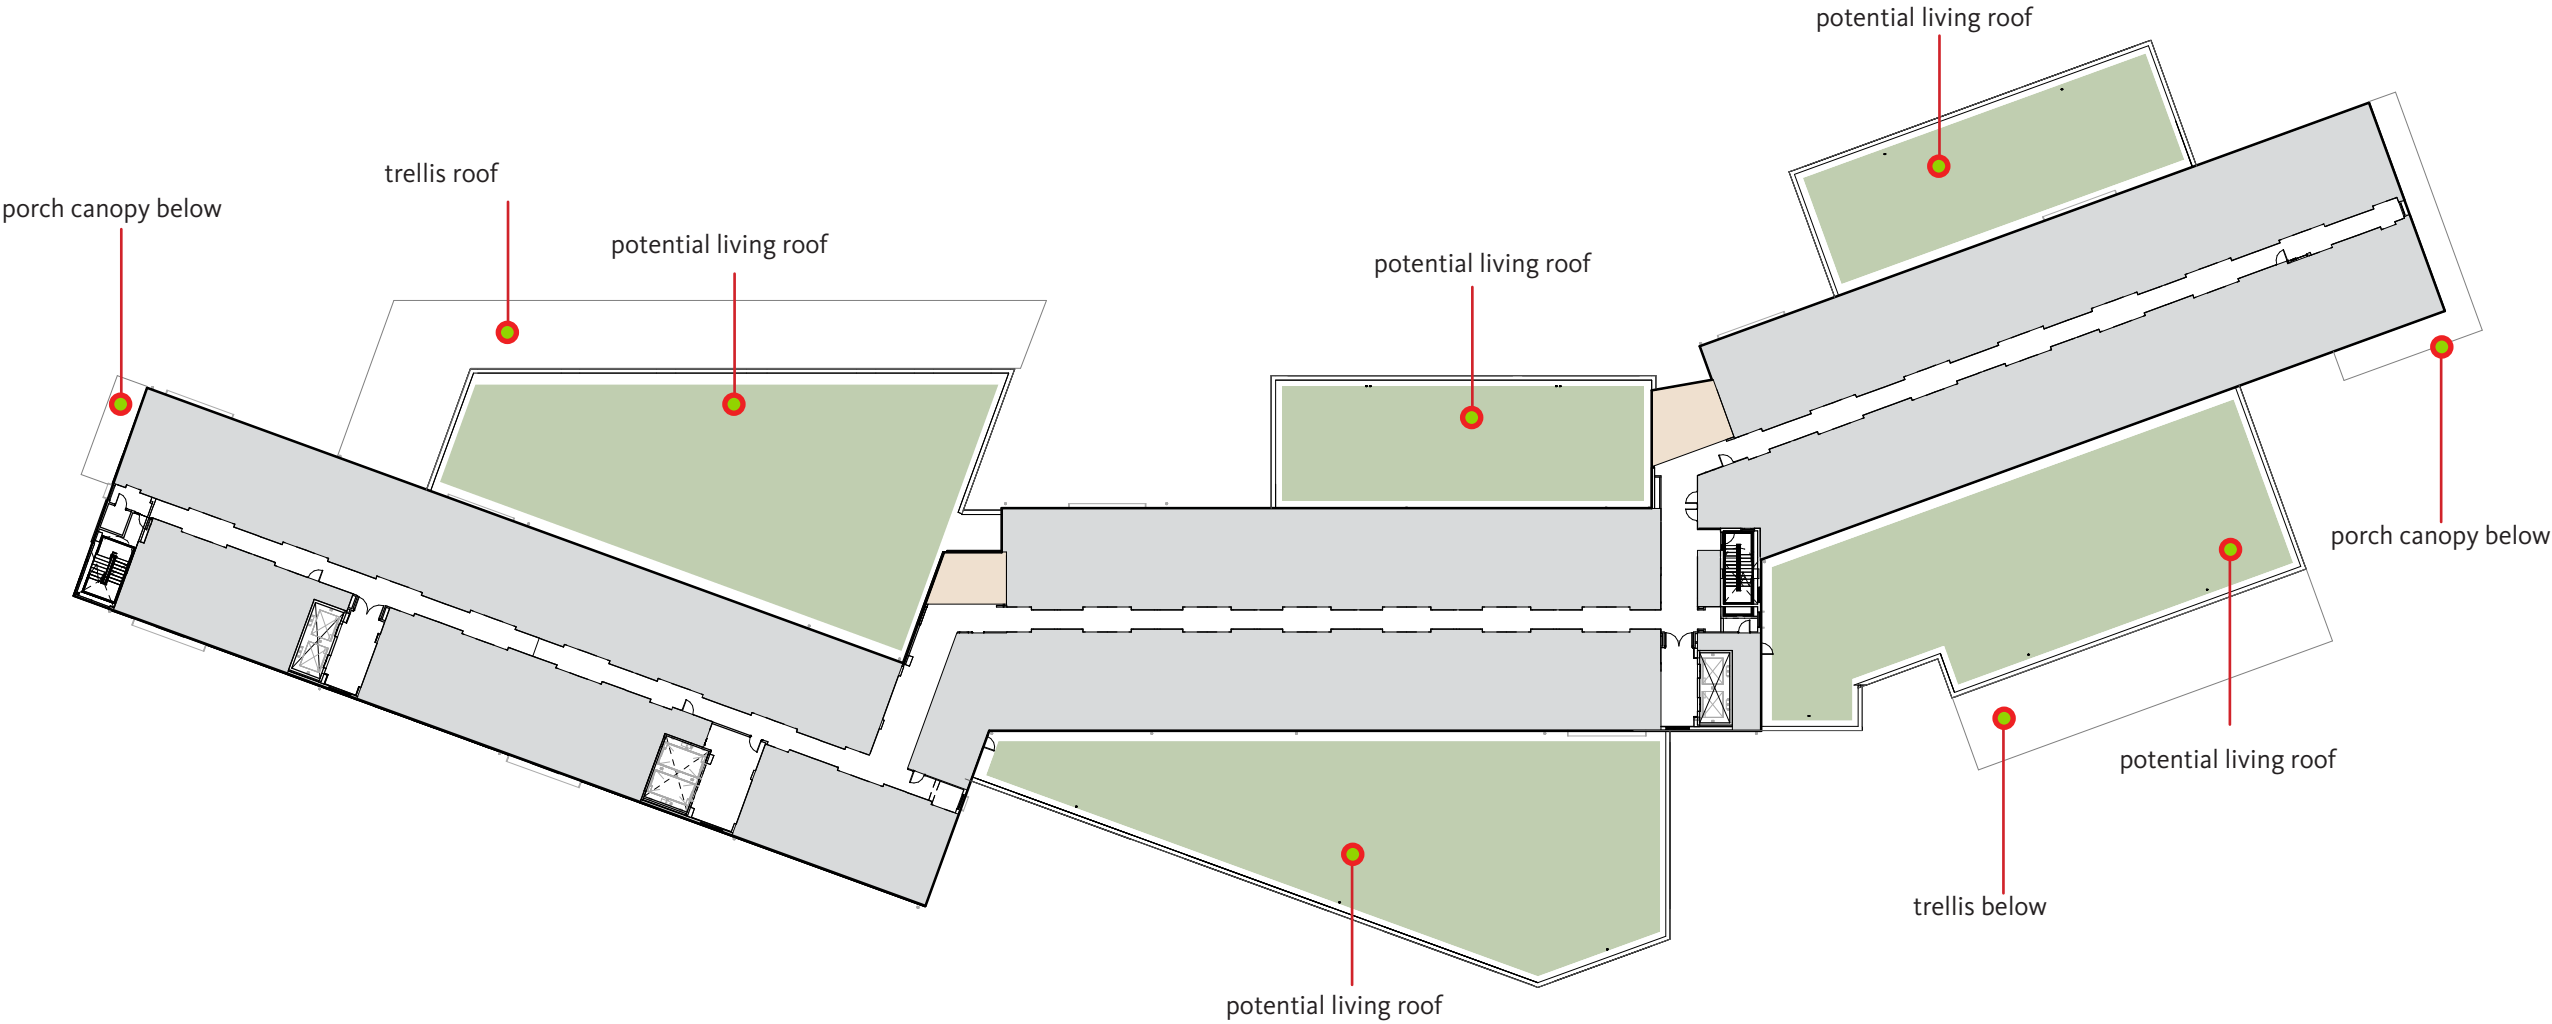 potential living roof
trellis roof
porch canopy below
potential living roof
potential living roof
porch canopy below
potential living roof
trellis below
potential living roof